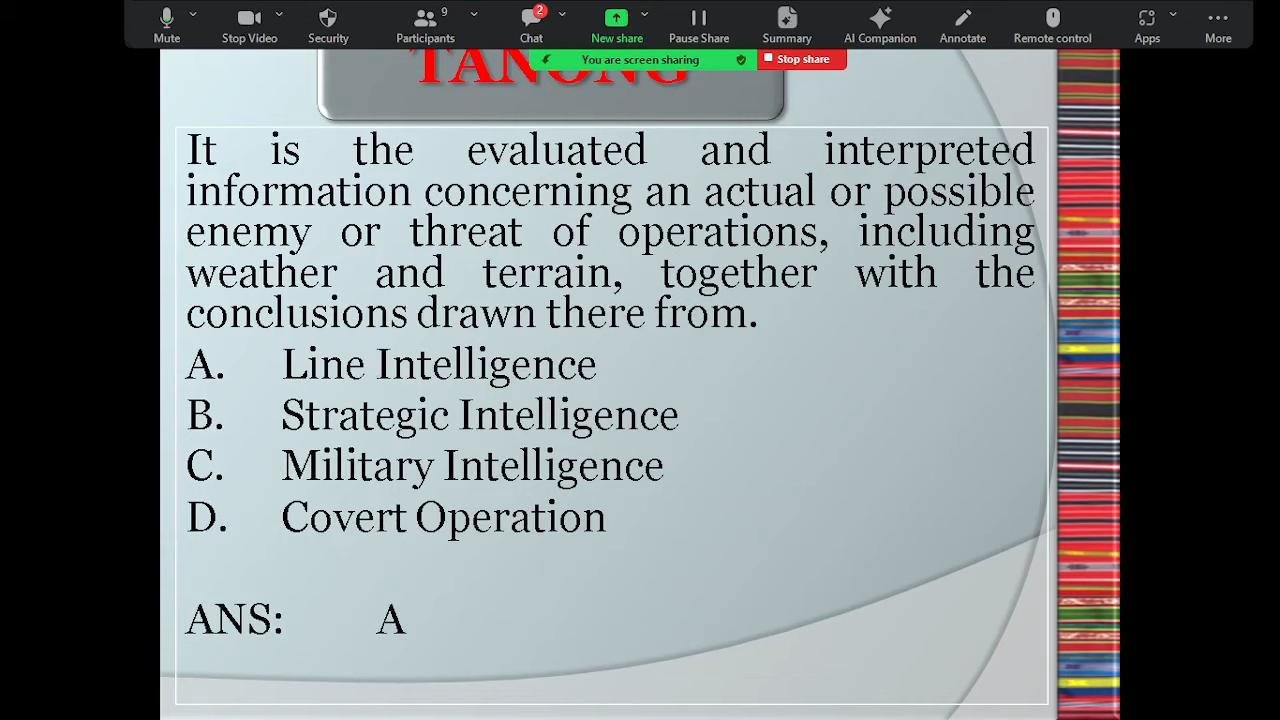 Mute
Stop Video
Security
9
Participants
2
Chat
New share
Pause Share
Summary
AI Companion
Annotate
Remote control
Apps
More
You are screen sharing
Stop share
TANONG
It is the evaluated and interpreted
information concerning an actual or possible
enemy or threat of operations, including
weather and terrain, together with the
conclusions drawn there from.
A. Line Intelligence
B. Strategic Intelligence
C. Military Intelligence
D. Covert Operation
ANS: A